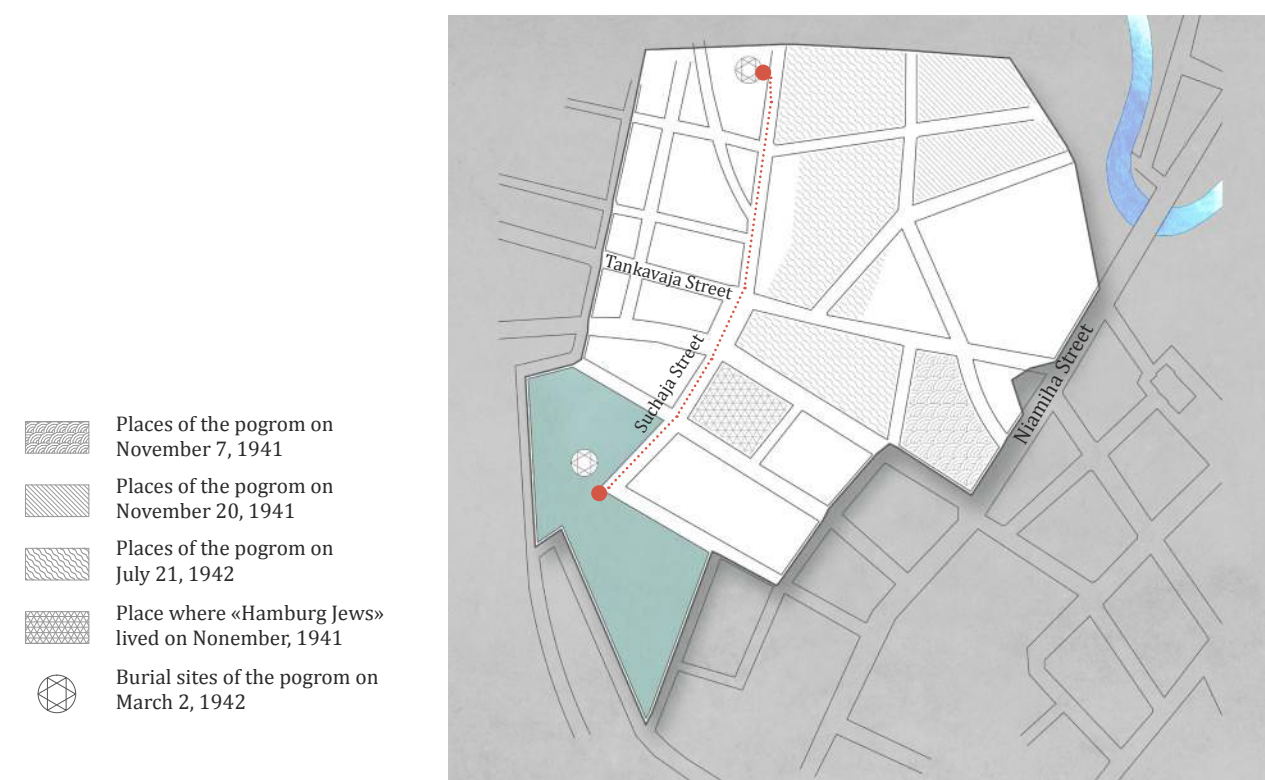 Places of the pogrom on
November 7, 1941
Places of the pogrom on
November 20, 1941
Places of the pogrom on
July 21, 1942
Place where «Hamburg Jews»
lived on Nonember, 1941
Burial sites of the pogrom on
March 2, 1942
Tankavaja Street
Suchaja Street
Niamiha Street